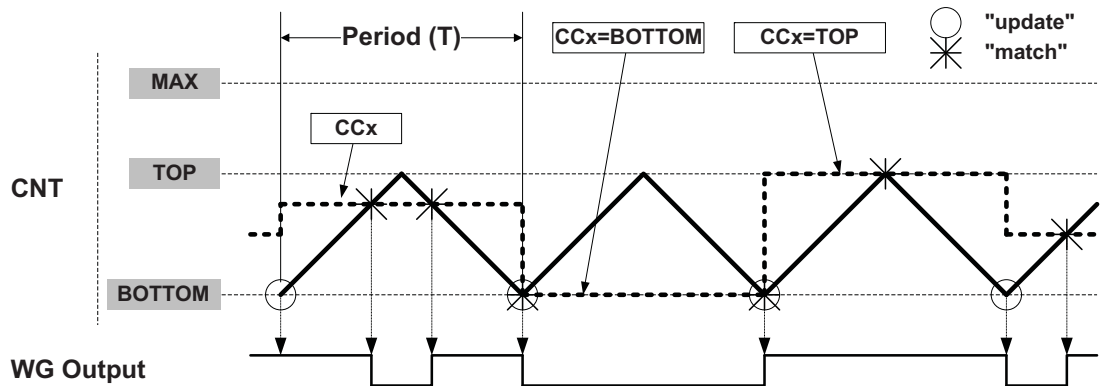 Period (T)
CCx=BOTTOM
CCx=TOP
"update"
"match"
MAX
CCx
TOP
CNT
BOTTOM
WG Output